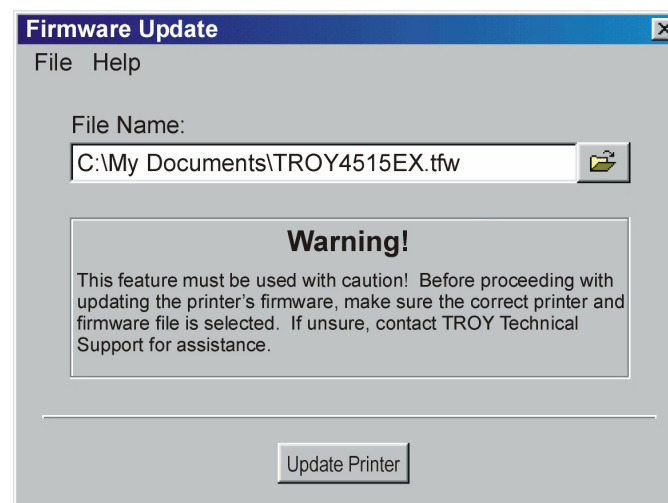 Firmware Update
File Help
File Name:
C:\My Documents\TROY4515EX.tfw
Warning!
This feature must be used with caution! Before proceeding with
updating the printer's firmware, make sure the correct printer and
firmware file is selected. If unsure, contact TROY Technical
Support for assistance.
Update Printer